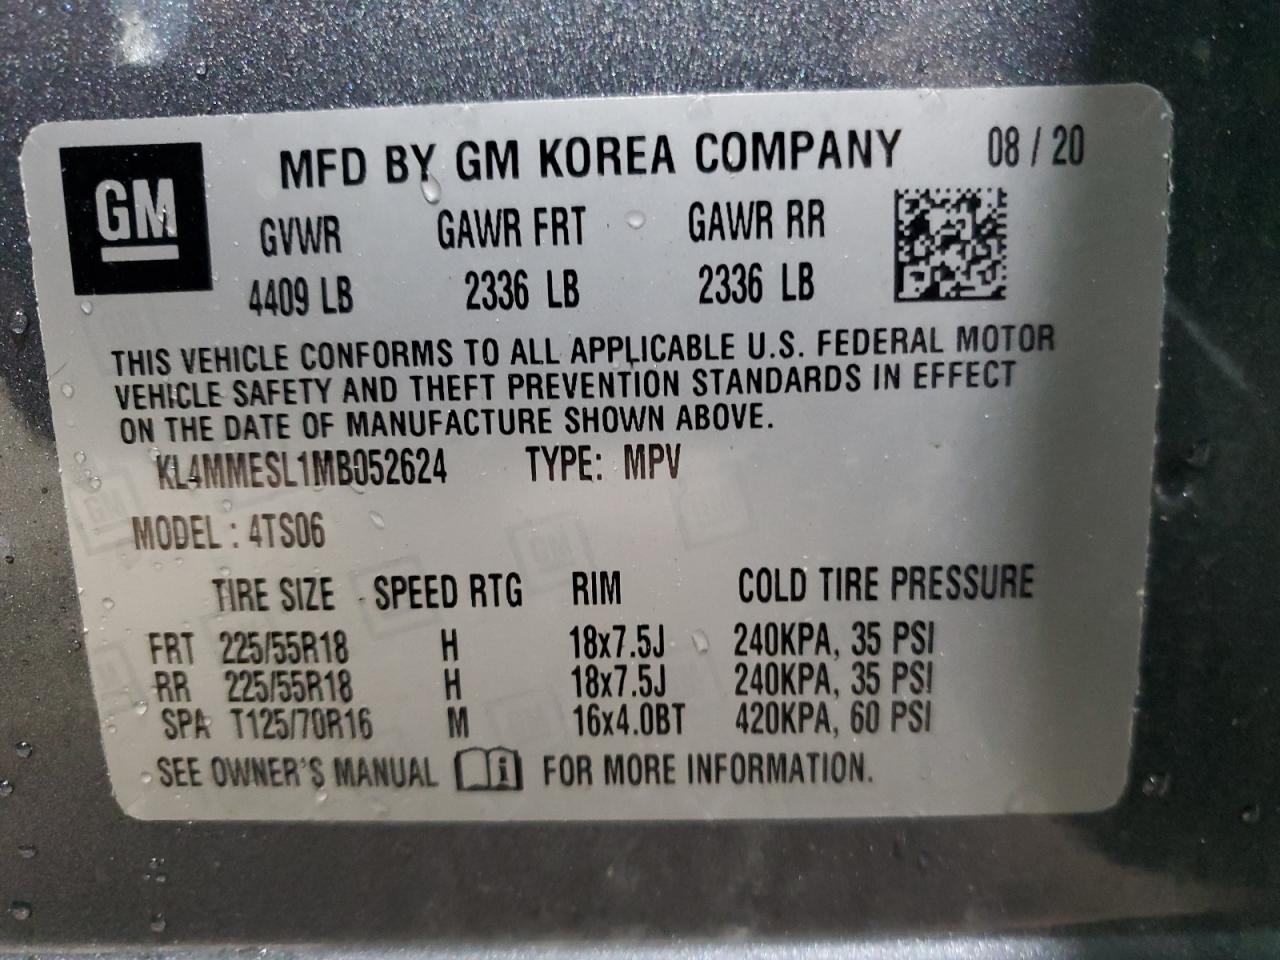 GM
MFD BY GM KOREA COMPANY 08 / 20
GVWR GAWR FRT GAWR RR
4409 LB 2336 LB 2336 LB
THIS VEHICLE CONFORMS TO ALL APPLICABLE U.S. FEDERAL MOTOR
VEHICLE SAFETY AND THEFT PREVENTION STANDARDS IN EFFECT
ON THE DATE OF MANUFACTURE SHOWN ABOVE.
KL4MMESL1MB052624 TYPE: MPV
MODEL : 4TS06
TIRE SIZE SPEED RTG RIM COLD TIRE PRESSURE
FRT 225/55R18 H 18x7.5J 240KPA, 35 PSI
RR 225/55R18 H 18x7.5J 240KPA, 35 PSI
SPA T125/70R16 M 16x4.0BT 420KPA, 60 PSI
SEE OWNER'S MANUAL i FOR MORE INFORMATION.